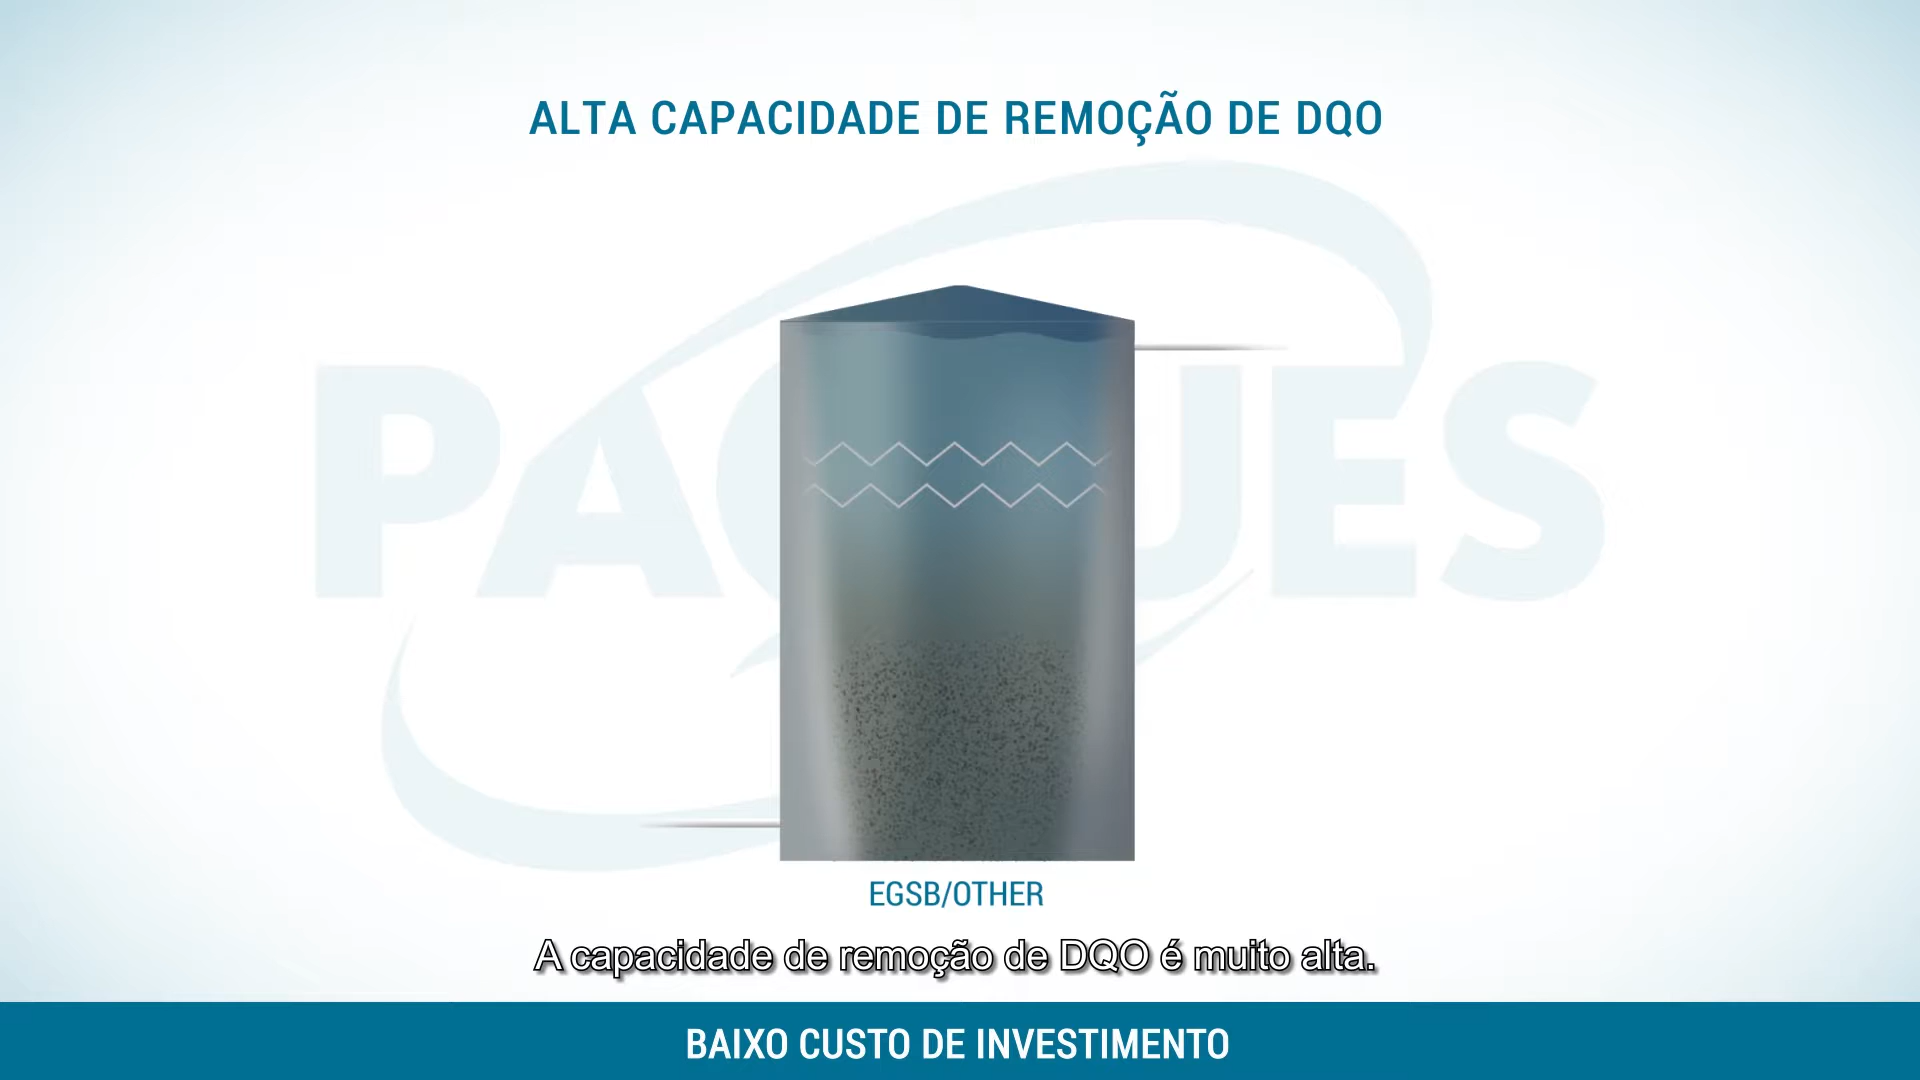 ALTA CAPACIDADE DE REMOÇÃO DE DQO
PAQUES
EGSB/OTHER
A capacidade de remoção de DQO é muito alta.
BAIXO CUSTO DE INVESTIMENTO